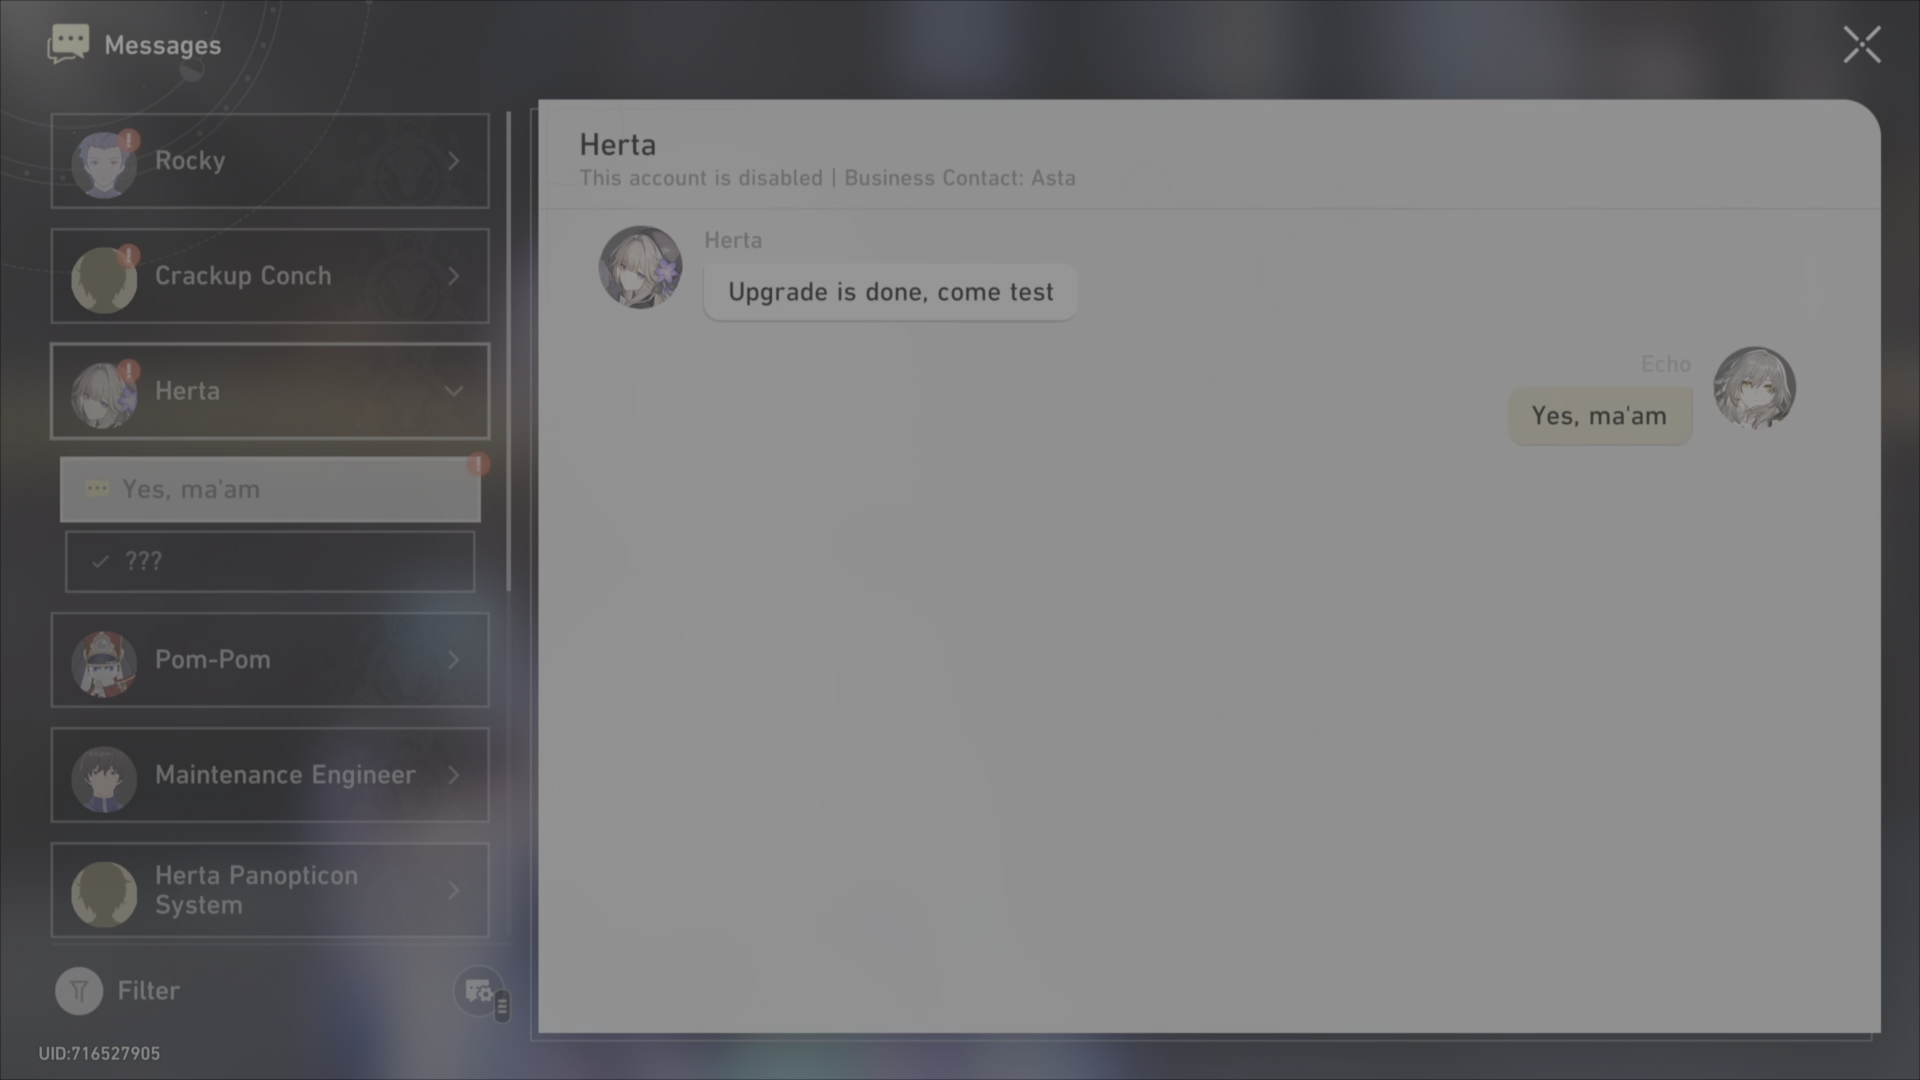 Messages
Rocky
Crackup Conch
Herta
Yes, ma'am
???
Pom-Pom
Maintenance Engineer
Herta Panopticon
System
Filter
UID:716527905
Herta
This account is disabled | Business Contact: Asta
Herta
Upgrade is done, come test
Echo
Yes, ma'am